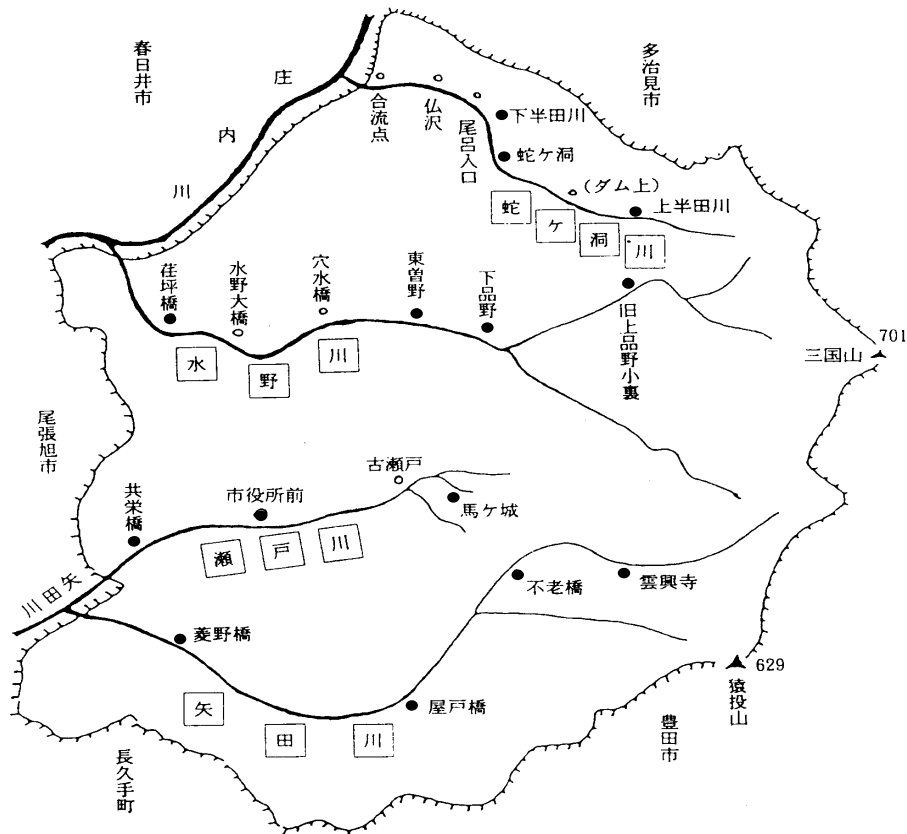 春日井市
庄内川
多治見市
合流点
仏沢
尾呂入口
下半田川
蛇ケ洞
(ダム上)
上半田川
蛇ケ洞川
荏坪橋
水野大橋
穴水橋
東曽野
下品野
旧上品野小裏
水野川
701
三国山
尾張旭市
共栄橋
市役所前
古瀬戸
馬ケ城
瀬戸川
川田矢
菱野橋
不老橋
雲興寺
屋戸橋
矢田川
629
猿投山
豊田市
長久手町